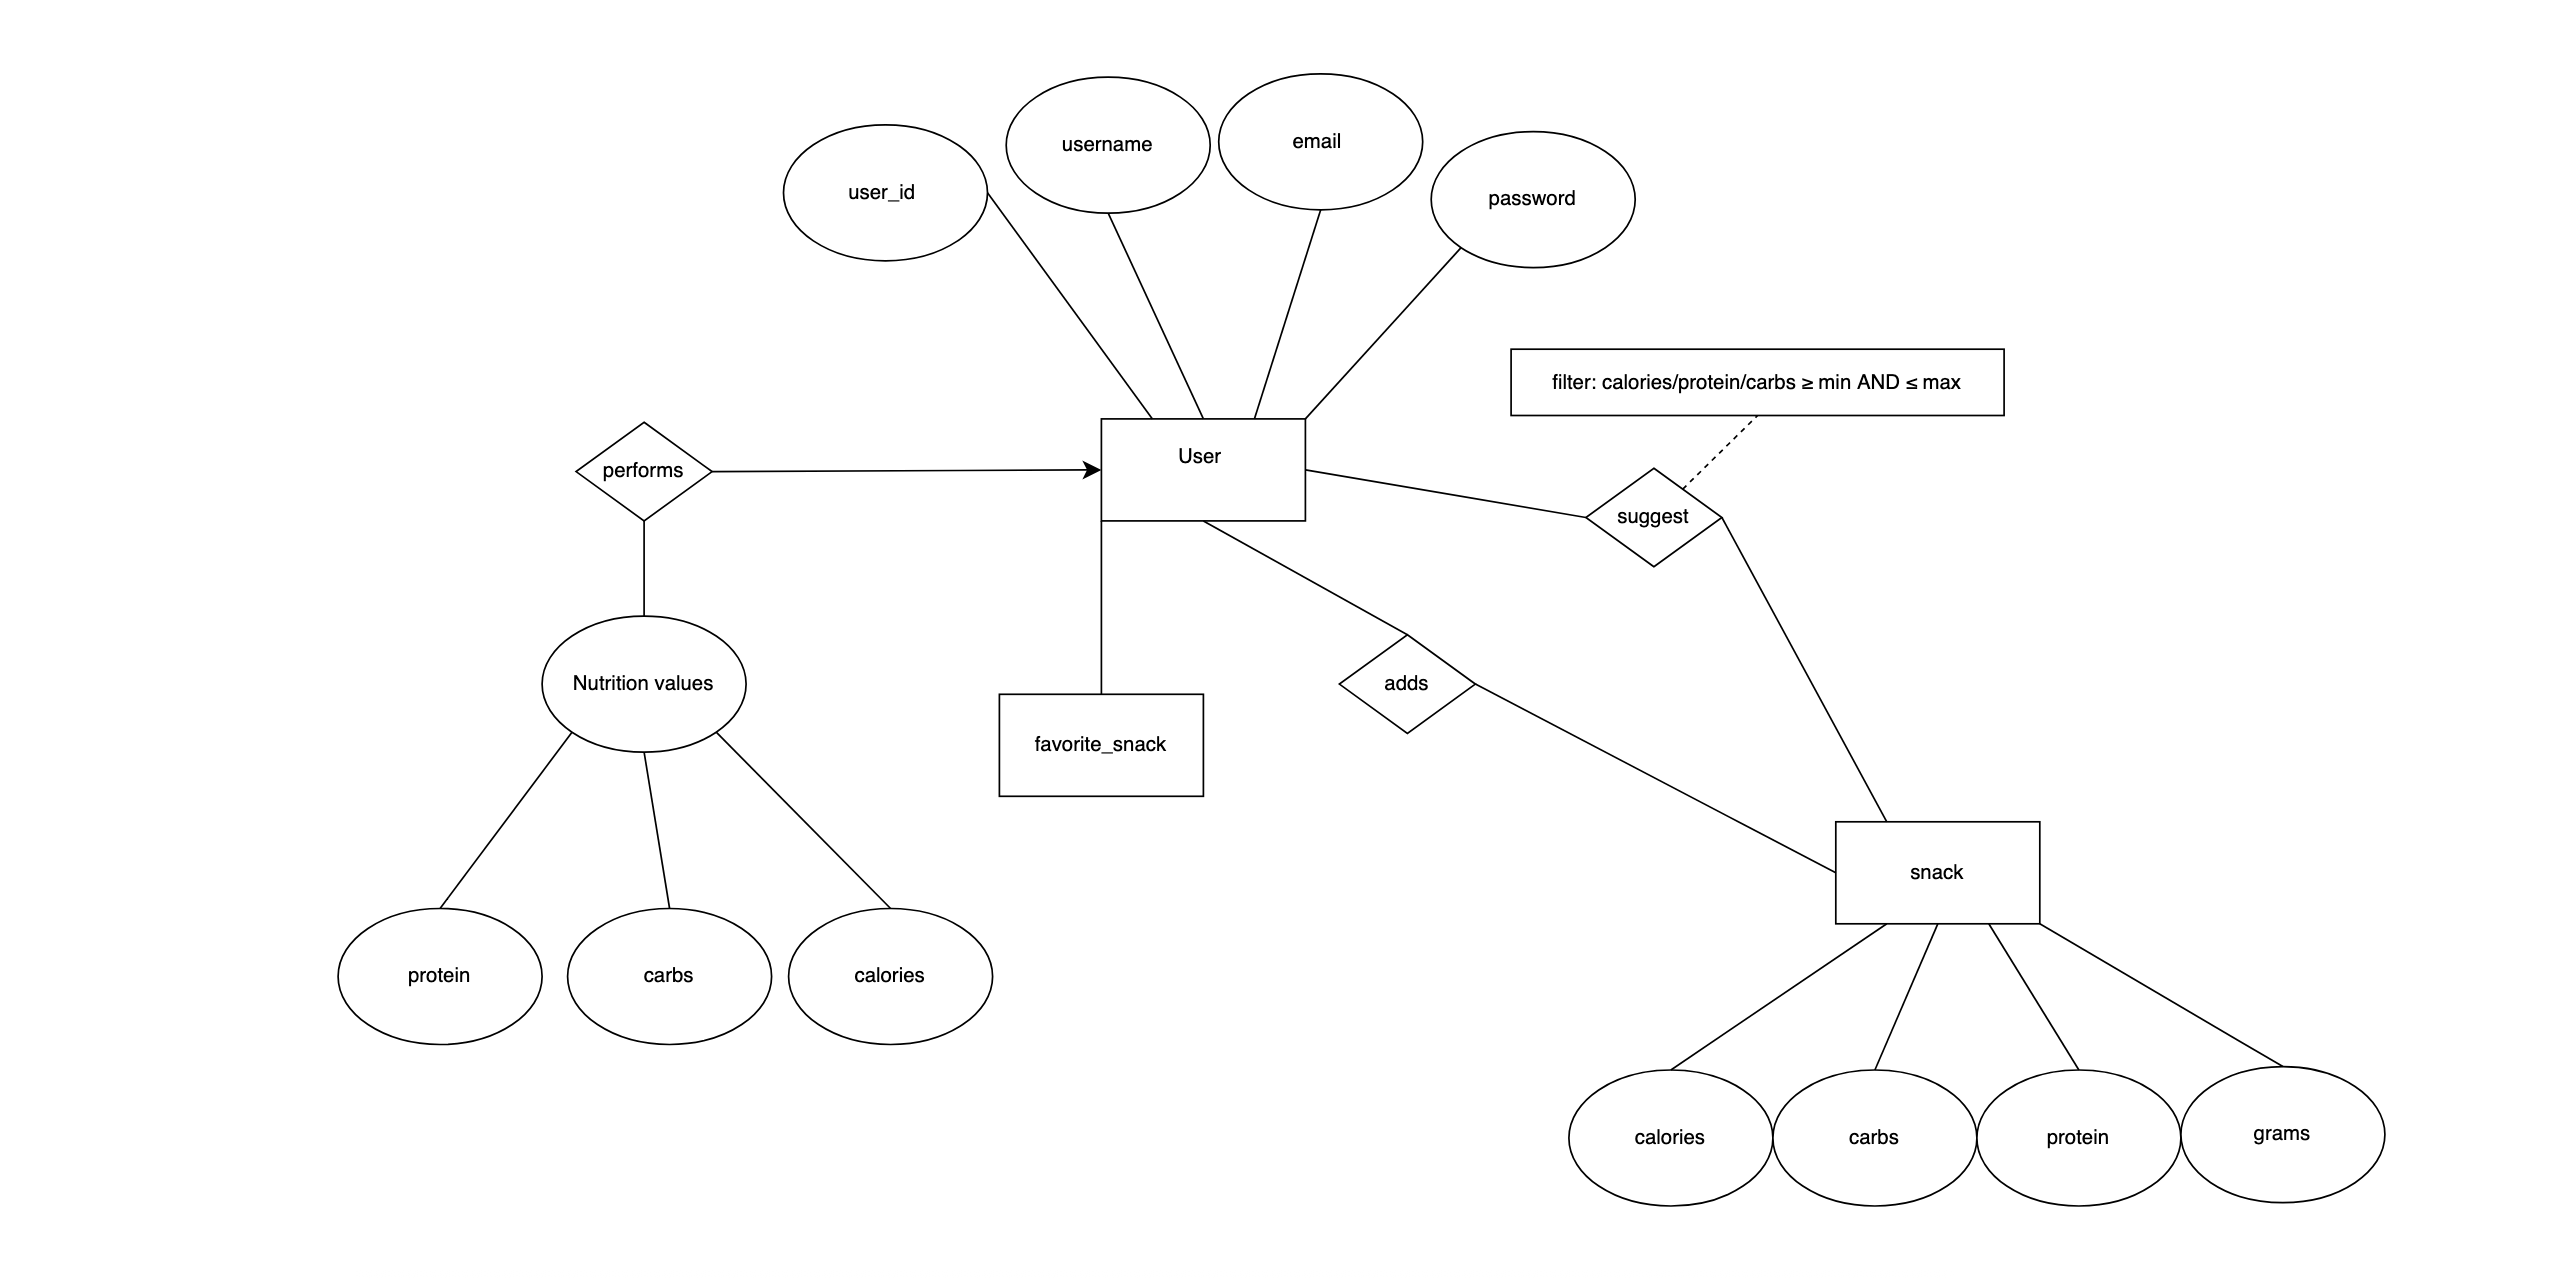 username
email
user_id
password
filter: calories/protein/carbs ≥ min AND ≤ max
User
performs
suggest
Nutrition values
adds
favorite_snack
snack
protein
carbs
calories
calories
carbs
protein
grams